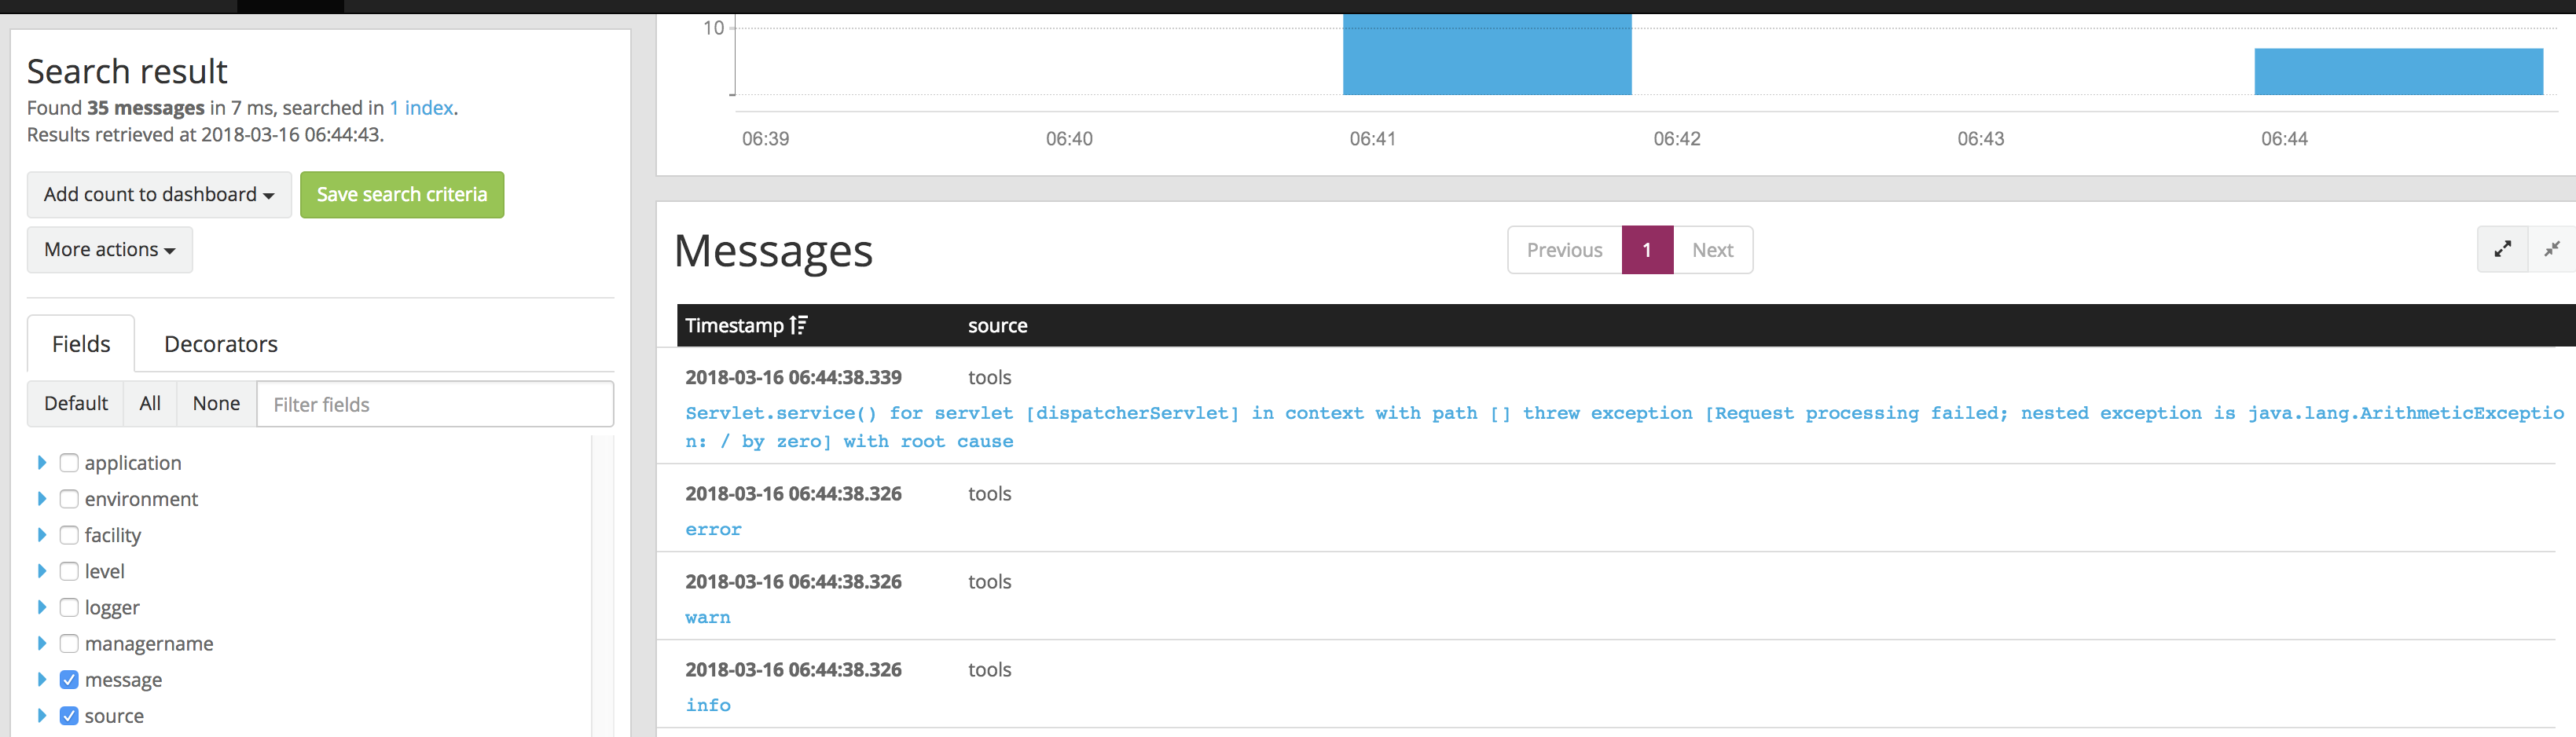 Search result
Found 35 messages in 7 ms, searched in 1 index.
Results retrieved at 2018-03-16 06:44:43.
Add count to dashboard
Save search criteria
More actions
Fields
Decorators
Default
All
None
Filter fields
application
environment
facility
level
logger
managername
message
source
10
06:39
06:40
06:41
06:42
06:43
06:44
Messages
Previous
1
Next
Timestamp
source
2018-03-16 06:44:38.339
tools
Servlet.service() for servlet [dispatcherServlet] in context with path [] threw exception [Request processing failed; nested exception is java.lang.ArithmeticExceptio
n: / by zero] with root cause
2018-03-16 06:44:38.326
tools
error
2018-03-16 06:44:38.326
tools
warn
2018-03-16 06:44:38.326
tools
info